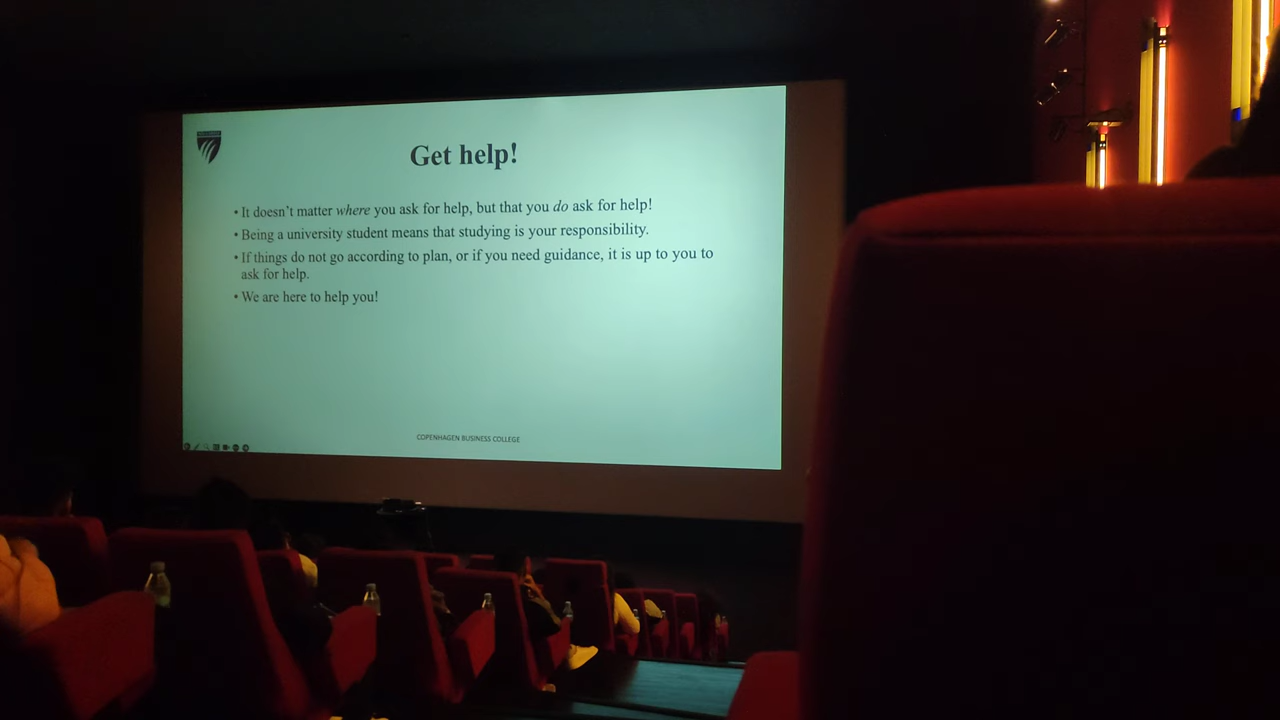 Get help!
• It doesn't matter where you ask for help, but that you do ask for help!
• Being a university student means that studying is your responsibility.
• If things do not go according to plan, or if you need guidance, it is up to you to
ask for help.
• We are here to help you!
COPENHAGEN BUSINESS COLLEGE